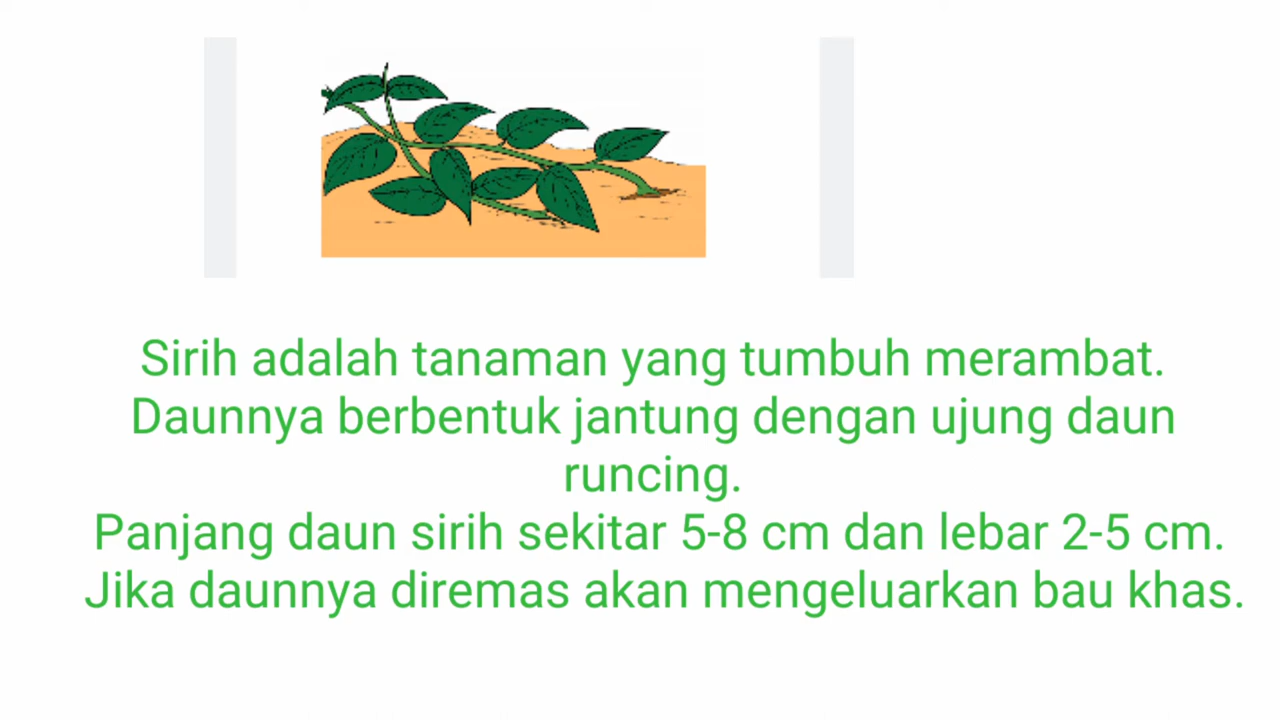 Sirih adalah tanaman yang tumbuh merambat.
Daunnya berbentuk jantung dengan ujung daun
runcing.
Panjang daun sirih sekitar 5-8 cm dan lebar 2-5 cm.
Jika daunnya diremas akan mengeluarkan bau khas.